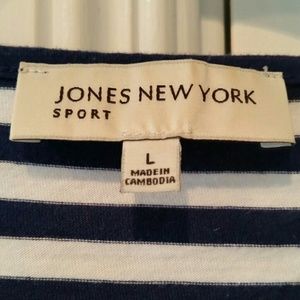 JONES NEW YORK
SPORT
L
MADE IN
CAMBODIA